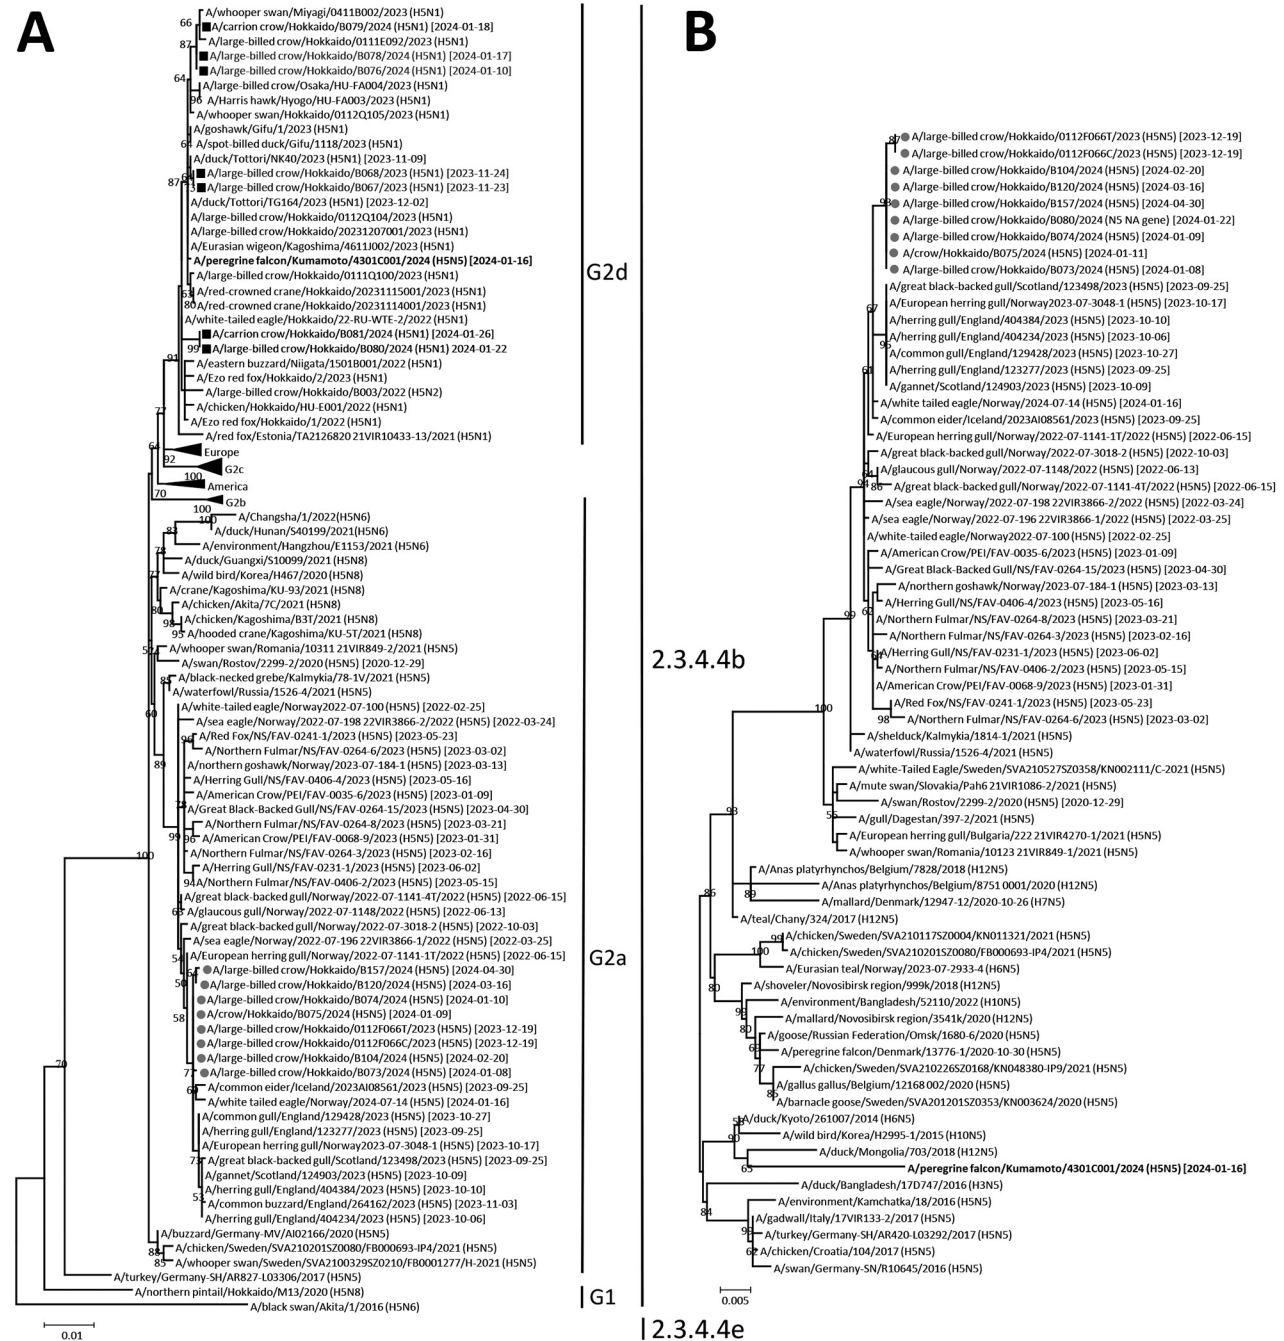 A
A/whooper swan/Miyagi/0411B002/2023 (H5N1)
66
A/carrion crow/Hokkaido/B079/2024 (H5N1) [2024-01-18]
A/large-billed crow/Hokkaido/0111E092/2023 (H5N1)
87
A/large-billed crow/Hokkaido/B078/2024 (H5N1) [2024-01-17]
A/large-billed crow/Hokkaido/B076/2024 (H5N1) [2024-01-10]
64
A/large-billed crow/Osaka/HU-FA004/2023 (H5N1)
96
A/Harris hawk/Hyogo/HU-FA003/2023 (H5N1)
A/whooper swan/Hokkaido/0112Q105/2023 (H5N1)
A/goshawk/Gifu/1/2023 (H5N1)
A/spot-billed duck/Gifu/1118/2023 (H5N1)
A/duck/Tottori/NK40/2023 (H5N1) [2023-11-09]
A/large-billed crow/Hokkaido/B068/2023 (H5N1) [2023-11-24]
87
A/large-billed crow/Hokkaido/B067/2023 (H5N1) [2023-11-23]
A/duck/Tottori/TG164/2023 (H5N1) [2023-12-02]
A/large-billed crow/Hokkaido/0112Q104/2023 (H5N1)
A/large-billed crow/Hokkaido/20231207001/2023 (H5N1)
A/Eurasian wigeon/Kagoshima/4611J002/2023 (H5N1)
A/peregrine falcon/Kumamoto/4301C001/2024 (H5N5) [2024-01-16]
A/large-billed crow/Hokkaido/0111Q100/2023 (H5N1)
A/red-crowned crane/Hokkaido/20231115001/2023 (H5N1)
80
A/red-crowned crane/Hokkaido/20231114001/2023 (H5N1)
A/white-tailed eagle/Hokkaido/22-RU-WTE-2/2022 (H5N1)
A/carrion crow/Hokkaido/B081/2024 (H5N1) [2024-01-26]
99
A/large-billed crow/Hokkaido/B080/2024 (H5N1) 2024-01-22
91
A/eastern buzzard/Niigata/1501B001/2022 (H5N1)
A/Ezo red fox/Hokkaido/2/2023 (H5N1)
A/large-billed crow/Hokkaido/B003/2022 (H5N2)
A/chicken/Hokkaido/HU-E001/2022 (H5N1)
77
A/Ezo red fox/Hokkaido/1/2022 (H5N1)
A/red fox/Estonia/TA2126820 21VIR10433-13/2021 (H5N1)
64
Europe
92
G2c
100
America
70
G2b
G2d
100
A/Changsha/1/2022(H5N6)
100
A/duck/Hunan/S40199/2021(H5N6)
83
A/environment/Hangzhou/E1153/2021 (H5N6)
78
A/duck/Guangxi/S10099/2021 (H5N8)
77
A/wild bird/Korea/H467/2020 (H5N8)
A/crane/Kagoshima/KU-93/2021 (H5N8)
80
A/chicken/Akita/7C/2021 (H5N8)
98
A/chicken/Kagoshima/B3T/2021 (H5N8)
95
A/hooded crane/Kagoshima/KU-5T/2021 (H5N8)
A/whooper swan/Romania/10311 21VIR849-2/2021 (H5N5)
A/swan/Rostov/2299-2/2020 (H5N5) [2020-12-29]
A/black-necked grebe/Kalmykia/78-1V/2021 (H5N5)
85
A/waterfowl/Russia/1526-4/2021 (H5N5)
A/white-tailed eagle/Norway2022-07-100 (H5N5) [2022-02-25]
60
A/sea eagle/Norway/2022-07-198 22VIR3866-2/2022 (H5N5) [2022-03-24]
A/Red Fox/NS/FAV-0241-1/2023 (H5N5) [2023-05-23]
96
A/Northern Fulmar/NS/FAV-0264-6/2023 (H5N5) [2023-03-02]
89
A/northern goshawk/Norway/2023-07-184-1 (H5N5) [2023-03-13]
A/Herring Gull/NS/FAV-0406-4/2023 (H5N5) [2023-05-16]
A/American Crow/PEI/FAV-0035-6/2023 (H5N5) [2023-01-09]
78
A/Great Black-Backed Gull/NS/FAV-0264-15/2023 (H5N5) [2023-04-30]
A/Northern Fulmar/NS/FAV-0264-8/2023 (H5N5) [2023-03-21]
99
96
A/American Crow/PEI/FAV-0068-9/2023 (H5N5) [2023-01-31]
100
A/Northern Fulmar/NS/FAV-0264-3/2023 (H5N5) [2023-02-16]
A/Herring Gull/NS/FAV-0231-1/2023 (H5N5) [2023-06-02]
94
A/Northern Fulmar/NS/FAV-0406-2/2023 (H5N5) [2023-05-15]
A/great black-backed gull/Norway/2022-07-1141-4T/2022 (H5N5) [2022-06-15]
A/glaucous gull/Norway/2022-07-1148/2022 (H5N5) [2022-06-13]
A/great black-backed gull/Norway/2022-07-3018-2 (H5N5) [2022-10-03]
A/sea eagle/Norway/2022-07-196 22VIR3866-1/2022 (H5N5) [2022-03-25]
54
A/European herring gull/Norway/2022-07-1141-1T/2022 (H5N5) [2022-06-15]
A/large-billed crow/Hokkaido/B157/2024 (H5N5) [2024-04-30]
50
A/large-billed crow/Hokkaido/B120/2024 (H5N5) [2024-03-16]
A/large-billed crow/Hokkaido/B074/2024 (H5N5) [2024-01-10]
58
A/crow/Hokkaido/B075/2024 (H5N5) [2024-01-09]
A/large-billed crow/Hokkaido/0112F066T/2023 (H5N5) [2023-12-19]
A/large-billed crow/Hokkaido/0112F066C/2023 (H5N5) [2023-12-19]
A/large-billed crow/Hokkaido/B104/2024 (H5N5) [2024-02-20]
70
77
A/large-billed crow/Hokkaido/B073/2024 (H5N5) [2024-01-08]
A/common eider/Iceland/2023AI08561/2023 (H5N5) [2023-09-25]
A/white tailed eagle/Norway/2024-07-14 (H5N5) [2024-01-16]
A/common gull/England/129428/2023 (H5N5) [2023-10-27]
A/herring gull/England/123277/2023 (H5N5) [2023-09-25]
A/European herring gull/Norway2023-07-3048-1 (H5N5) [2023-10-17]
A/great black-backed gull/Scotland/123498/2023 (H5N5) [2023-09-25]
A/gannet/Scotland/124903/2023 (H5N5) [2023-10-09]
A/herring gull/England/404384/2023 (H5N5) [2023-10-10]
53
A/common buzzard/England/264162/2023 (H5N5) [2023-11-03]
A/herring gull/England/404234/2023 (H5N5) [2023-10-06]
A/buzzard/Germany-MV/AI02166/2020 (H5N5)
88
A/chicken/Sweden/SVA210201SZ0080/FB000693-IP4/2021 (H5N5)
85
A/whooper swan/Sweden/SVA2100329SZ0210/FB0001277/H-2021 (H5N5)
A/turkey/Germany-SH/AR827-L03306/2017 (H5N5)
A/northern pintail/Hokkaido/M13/2020 (H5N8)
A/black swan/Akita/1/2016 (H5N6)
0.01
G2a
G1
2.3.4.4b
2.3.4.4e
B
87
A/large-billed crow/Hokkaido/0112F066T/2023 (H5N5) [2023-12-19]
A/large-billed crow/Hokkaido/0112F066C/2023 (H5N5) [2023-12-19]
A/large-billed crow/Hokkaido/B104/2024 (H5N5) [2024-02-20]
A/large-billed crow/Hokkaido/B120/2024 (H5N5) [2024-03-16]
93
A/large-billed crow/Hokkaido/B157/2024 (H5N5) [2024-04-30]
A/large-billed crow/Hokkaido/B080/2024 (N5 NA gene) [2024-01-22]
A/large-billed crow/Hokkaido/B074/2024 (H5N5) [2024-01-09]
A/crow/Hokkaido/B075/2024 (H5N5) [2024-01-11]
A/large-billed crow/Hokkaido/B073/2024 (H5N5) [2024-01-08]
A/great black-backed gull/Scotland/123498/2023 (H5N5) [2023-09-25]
67
A/European herring gull/Norway2023-07-3048-1 (H5N5) [2023-10-17]
A/herring gull/England/404384/2023 (H5N5) [2023-10-10]
A/herring gull/England/404234/2023 (H5N5) [2023-10-06]
96
A/common gull/England/129428/2023 (H5N5) [2023-10-27]
61
A/herring gull/England/123277/2023 (H5N5) [2023-09-25]
A/gannet/Scotland/124903/2023 (H5N5) [2023-10-09]
A/white tailed eagle/Norway/2024-07-14 (H5N5) [2024-01-16]
A/common eider/Iceland/2023AI08561/2023 (H5N5) [2023-09-25]
A/European herring gull/Norway/2022-07-1141-1T/2022 (H5N5) [2022-06-15]
A/great black-backed gull/Norway/2022-07-3018-2 (H5N5) [2022-10-03]
A/glaucous gull/Norway/2022-07-1148/2022 (H5N5) [2022-06-13]
94
86
A/great black-backed gull/Norway/2022-07-1141-4T/2022 (H5N5) [2022-06-15]
A/sea eagle/Norway/2022-07-198 22VIR3866-2/2022 (H5N5) [2022-03-24]
A/sea eagle/Norway/2022-07-196 22VIR3866-1/2022 (H5N5) [2022-03-25]
A/white-tailed eagle/Norway2022-07-100 (H5N5) [2022-02-25]
A/American Crow/PEI/FAV-0035-6/2023 (H5N5) [2023-01-09]
A/Great Black-Backed Gull/NS/FAV-0264-15/2023 (H5N5) [2023-04-30]
A/northern goshawk/Norway/2023-07-184-1 (H5N5) [2023-03-13]
A/Herring Gull/NS/FAV-0406-4/2023 (H5N5) [2023-05-16]
99
62
A/Northern Fulmar/NS/FAV-0264-8/2023 (H5N5) [2023-03-21]
A/Northern Fulmar/NS/FAV-0264-3/2023 (H5N5) [2023-02-16]
A/Herring Gull/NS/FAV-0231-1/2023 (H5N5) [2023-06-02]
A/Northern Fulmar/NS/FAV-0406-2/2023 (H5N5) [2023-05-15]
A/American Crow/PEI/FAV-0068-9/2023 (H5N5) [2023-01-31]
A/Red Fox/NS/FAV-0241-1/2023 (H5N5) [2023-05-23]
100
98
A/Northern Fulmar/NS/FAV-0264-6/2023 (H5N5) [2023-03-02]
A/shelduck/Kalmykia/1814-1/2021 (H5N5)
A/waterfowl/Russia/1526-4/2021 (H5N5)
A/white-Tailed Eagle/Sweden/SVA210527SZ0358/KN002111/C-2021 (H5N5)
A/mute swan/Slovakia/Pah6 21VIR1086-2/2021 (H5N5)
A/swan/Rostov/2299-2/2020 (H5N5) [2020-12-29]
93
55
A/gull/Dagestan/397-2/2021 (H5N5)
A/European herring gull/Bulgaria/222 21VIR4270-1/2021 (H5N5)
A/whooper swan/Romania/10123 21VIR849-1/2021 (H5N5)
A/Anas platyrhynchos/Belgium/7828/2018 (H12N5)
A/Anas platyrhynchos/Belgium/8751 0001/2020 (H12N5)
86
89
A/mallard/Denmark/12947-12/2020-10-26 (H7N5)
A/teal/Chany/324/2017 (H12N5)
99
A/chicken/Sweden/SVA210117SZ0004/KN011321/2021 (H5N5)
100
A/chicken/Sweden/SVA210201SZ0080/FB000693-IP4/2021 (H5N5)
A/Eurasian teal/Norway/2023-07-2933-4 (H6N5)
80
A/shoveler/Novosibirsk region/999k/2018 (H12N5)
A/environment/Bangladesh/52110/2022 (H10N5)
A/mallard/Novosibirsk region/3541k/2020 (H12N5)
80
A/goose/Russian Federation/Omsk/1680-6/2020 (H5N5)
A/peregrine falcon/Denmark/13776-1/2020-10-30 (H5N5)
77
A/chicken/Sweden/SVA210226SZ0168/KN048380-IP9/2021 (H5N5)
A/gallus gallus/Belgium/12168 002/2020 (H5N5)
A/barnacle goose/Sweden/SVA201201SZ0353/KN003624/2020 (H5N5)
A/duck/Kyoto/261007/2014 (H6N5)
90
A/wild bird/Korea/H2995-1/2015 (H10N5)
A/duck/Mongolia/703/2018 (H12N5)
65
A/peregrine falcon/Kumamoto/4301C001/2024 (H5N5) [2024-01-16]
A/duck/Bangladesh/17D747/2016 (H3N5)
84
A/environment/Kamchatka/18/2016 (H5N5)
A/gadwall/Italy/17VIR133-2/2017 (H5N5)
A/turkey/Germany-SH/AR420-L03292/2017 (H5N5)
A/chicken/Croatia/104/2017 (H5N5)
A/swan/Germany-SN/R10645/2016 (H5N5)
0.005